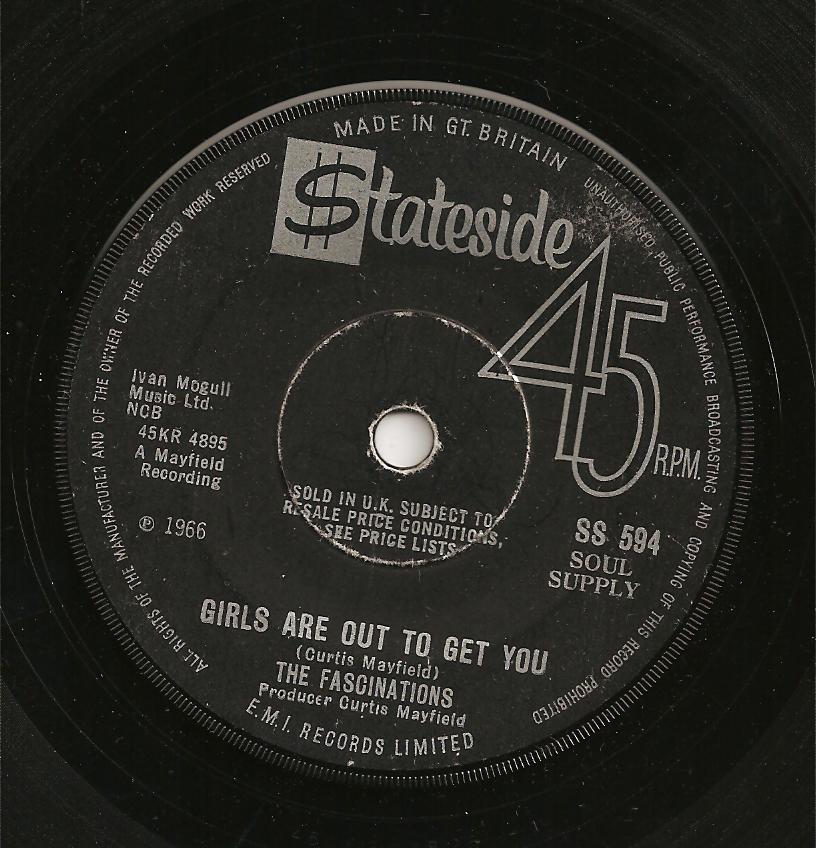 MADE IN GT. BRITAIN
Stateside
45
R.P.M.
ALL RIGHTS OF THE MANUFACTURER AND OF THE OWNER OF THE RECORDED WORK RESERVED
UNAUTHORISED PUBLIC PERFORMANCE BROADCASTING AND COPYING OF THIS RECORD PROHIBITED
Ivan Mogull
Music Ltd.
NCB
45KR 4895
A Mayfield
Recording
℗ 1966
SOLD IN U.K. SUBJECT TO
RESALE PRICE CONDITIONS,
SEE PRICE LISTS
SS 594
SOUL
SUPPLY
GIRLS ARE OUT TO GET YOU
(Curtis Mayfield)
THE FASCINATIONS
Producer Curtis Mayfield
E.M.I. RECORDS LIMITED